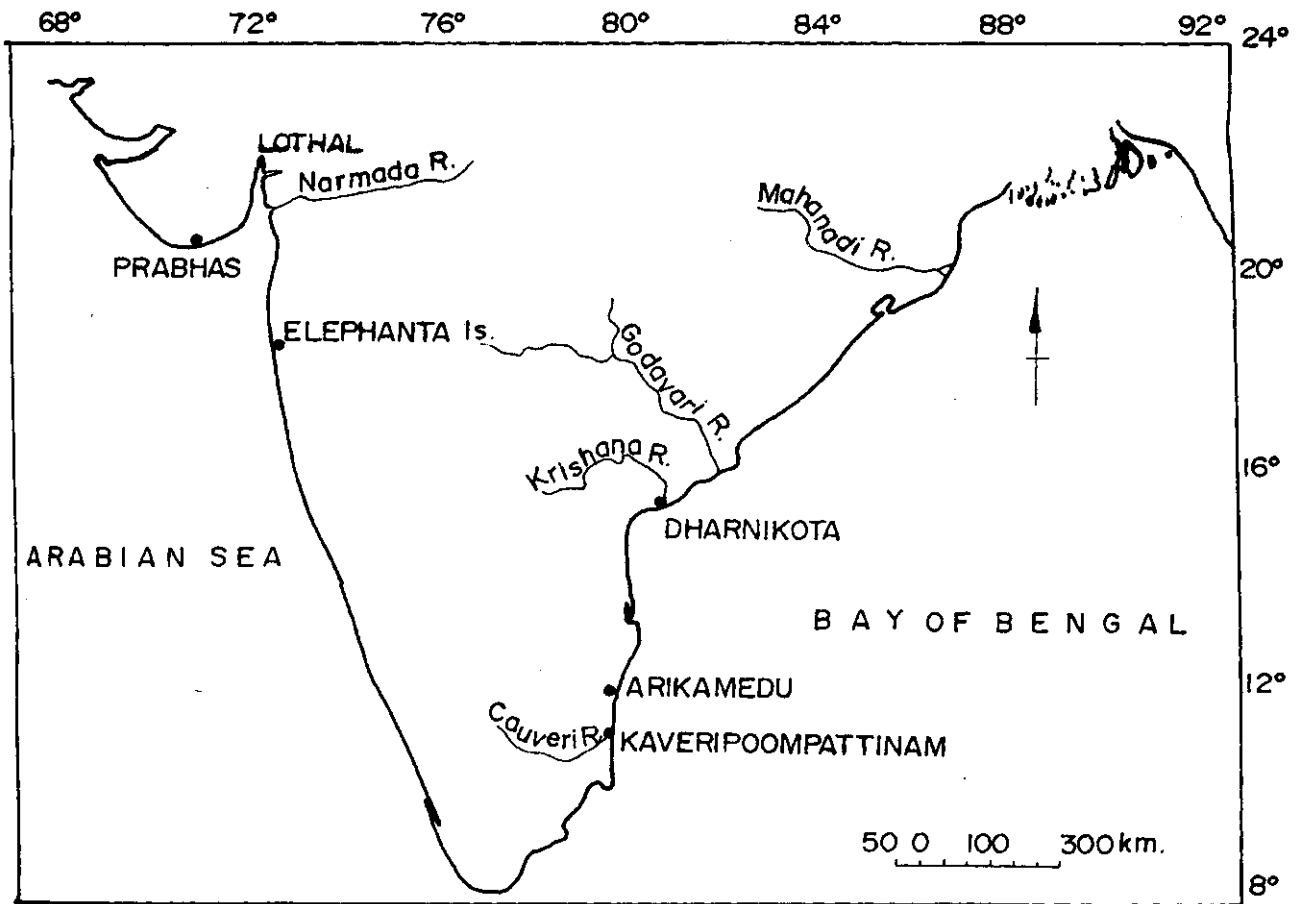 68° 72° 76° 80° 84° 88° 92°
24°
LOTHAL
Narmada R.
Mahanadi R.
PRABHAS
20°
ELEPHANTA Is.
Godavari R.
Krishana R.
16°
DHARNIKOTA
ARABIAN SEA
BAY OF BENGAL
ARIKAMEDU
12°
Cauveri R.
KAVERIPOOMPATTINAM
50 0 100 300 km.
8°